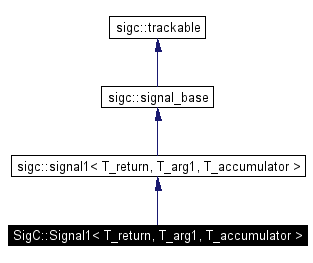 sigc::trackable
sigc::signal_base
sigc::signal1< T_return, T_arg1, T_accumulator >
SigC::Signal1< T_return, T_arg1, T_accumulator >